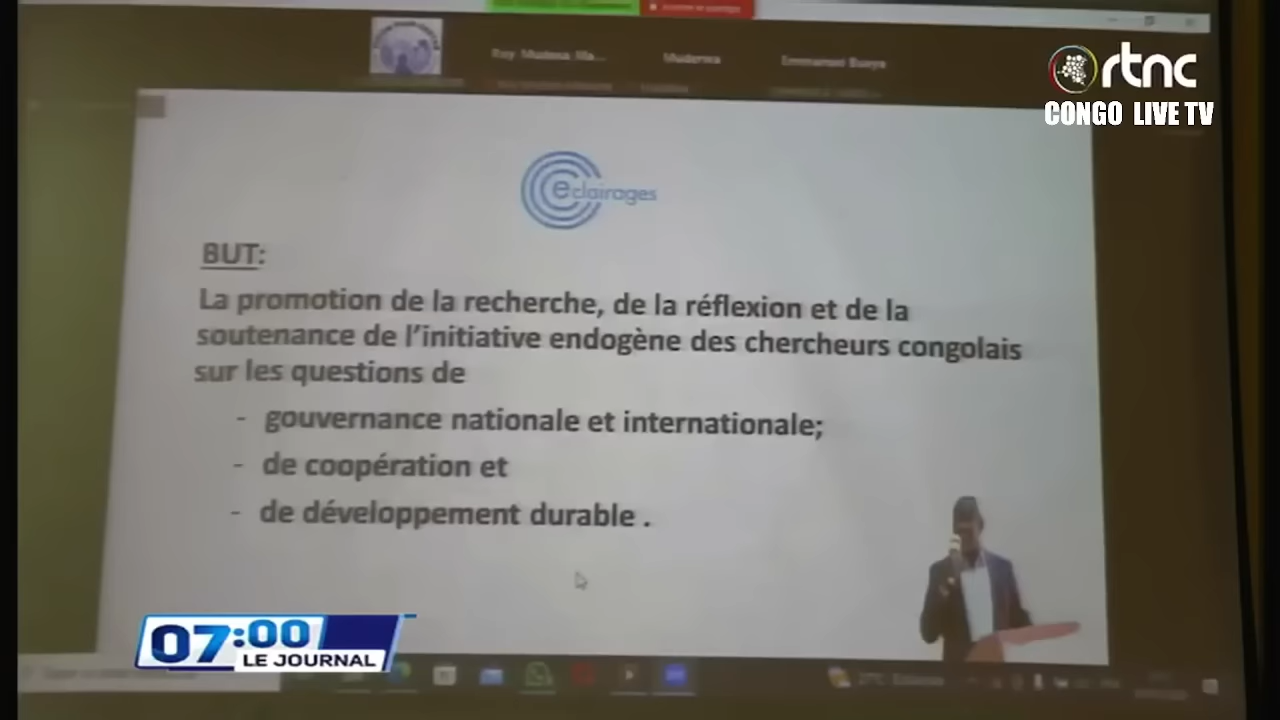 rtnc
CONGO LIVE TV
eclairages
BUT:
La promotion de la recherche, de la réflexion et de la
soutenance de l'initiative endogène des chercheurs congolais
sur les questions de
- gouvernance nationale et internationale;
- de coopération et
- de développement durable .
07:00
LE JOURNAL